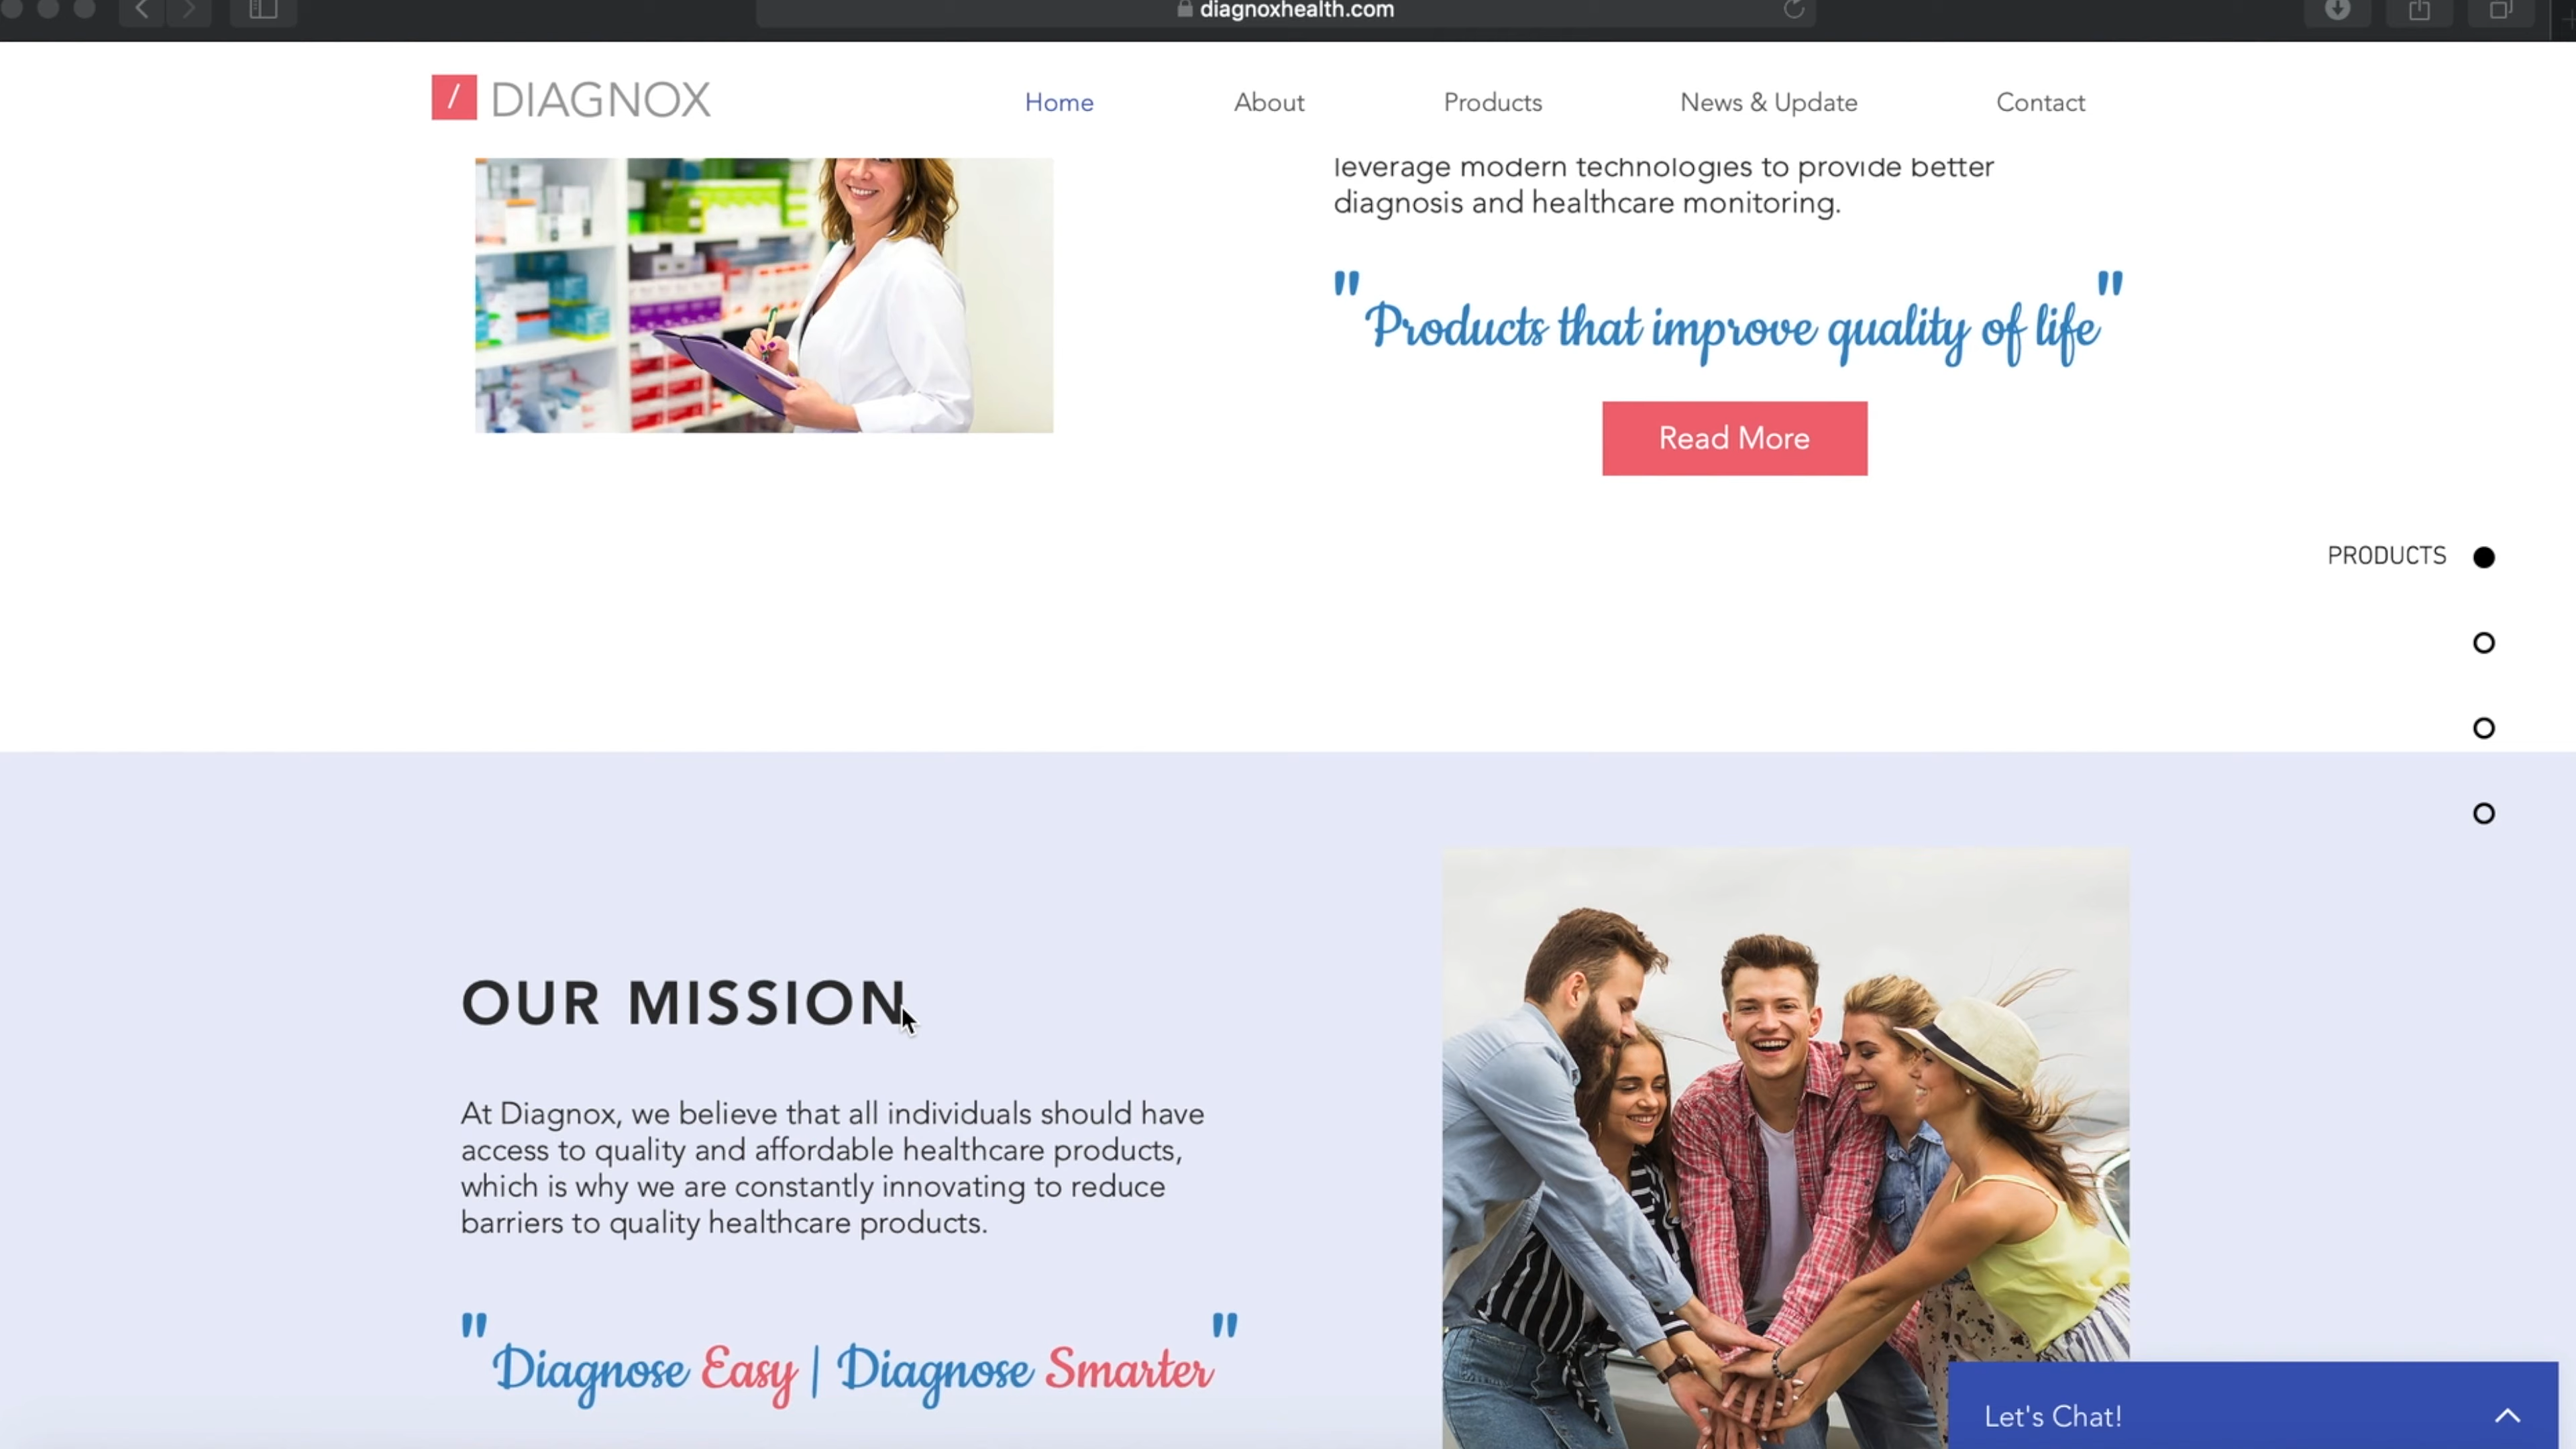 diagnoxhealth.com
/ DIAGNOX
Home About Products News & Update Contact
leverage modern technologies to provide better
diagnosis and healthcare monitoring.
"Products that improve quality of life"
Read More
PRODUCTS
OUR MISSION
At Diagnox, we believe that all individuals should have
access to quality and affordable healthcare products,
which is why we are constantly innovating to reduce
barriers to quality healthcare products.
"Diagnose Easy | Diagnose Smarter"
Let's Chat!